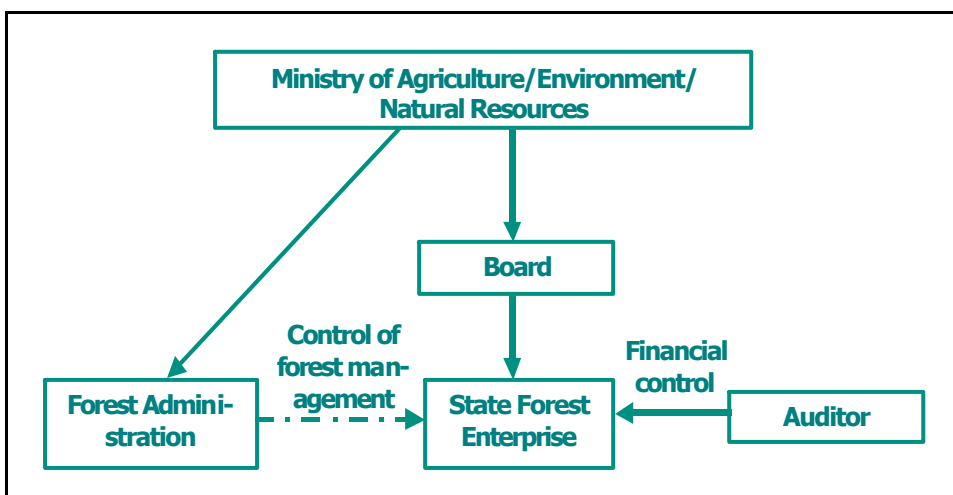 Ministry of Agriculture/Environment/
Natural Resources
Board
Control of
forest man-
agement
Financial
control
Forest Admini-
stration
State Forest
Enterprise
Auditor